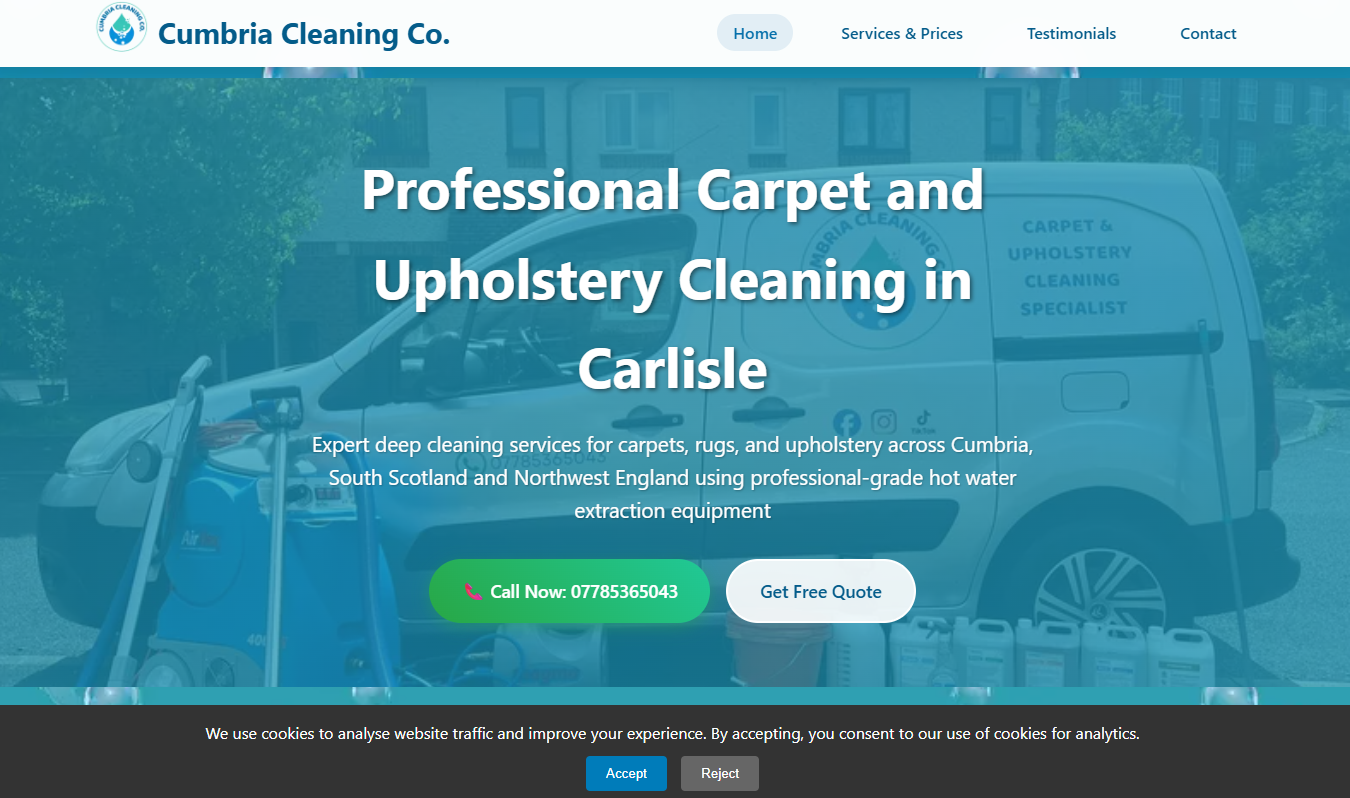 CUMBRIA CLEANING CO.
Cumbria Cleaning Co.
Home
Services & Prices
Testimonials
Contact
Professional Carpet and
Upholstery Cleaning in
Carlisle
CLEANING
CARPET &
UPHOLSTERY
CLEANING
SPECIALIST
TikTok
Expert deep cleaning services for carpets, rugs, and upholstery across Cumbria,
07785365043
South Scotland and Northwest England using professional-grade hot water
extraction equipment
Call Now: 07785365043
Get Free Quote
We use cookies to analyse website traffic and improve your experience. By accepting, you consent to our use of cookies for analytics.
Accept
Reject